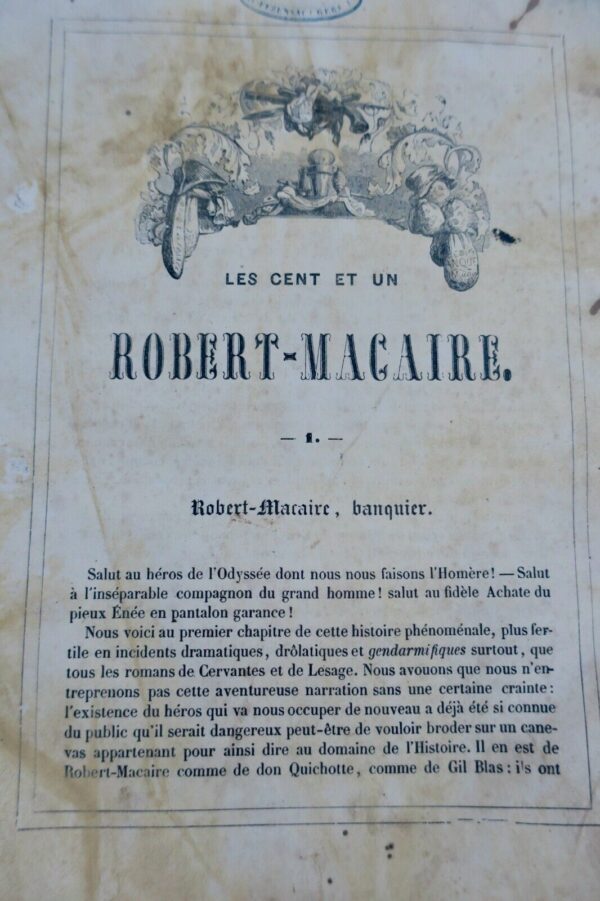 LES CENT ET UN
ROBERT-MACAIRE.
— 1. —
Robert-Macaire, banquier.
Salut au héros de l'Odyssée dont nous nous faisons l'Homère! — Salut
à l'inséparable compagnon du grand homme! salut au fidèle Achate du
pieux Énée en pantalon garance!
Nous voici au premier chapitre de cette histoire phénoménale, plus fer-
tile en incidents dramatiques, drôlatiques et gendarmifiques surtout, que
tous les romans de Cervantes et de Lesage. Nous avouons que nous n'en-
treprenons pas cette aventureuse narration sans une certaine crainte:
l'existence du héros qui va nous occuper de nouveau a déjà été si connue
du public qu'il serait dangereux peut-être de vouloir broder sur un cane-
vas appartenant pour ainsi dire au domaine de l'Histoire. Il en est de
Robert-Macaire comme de don Quichotte, comme de Gil Blas: ils ont